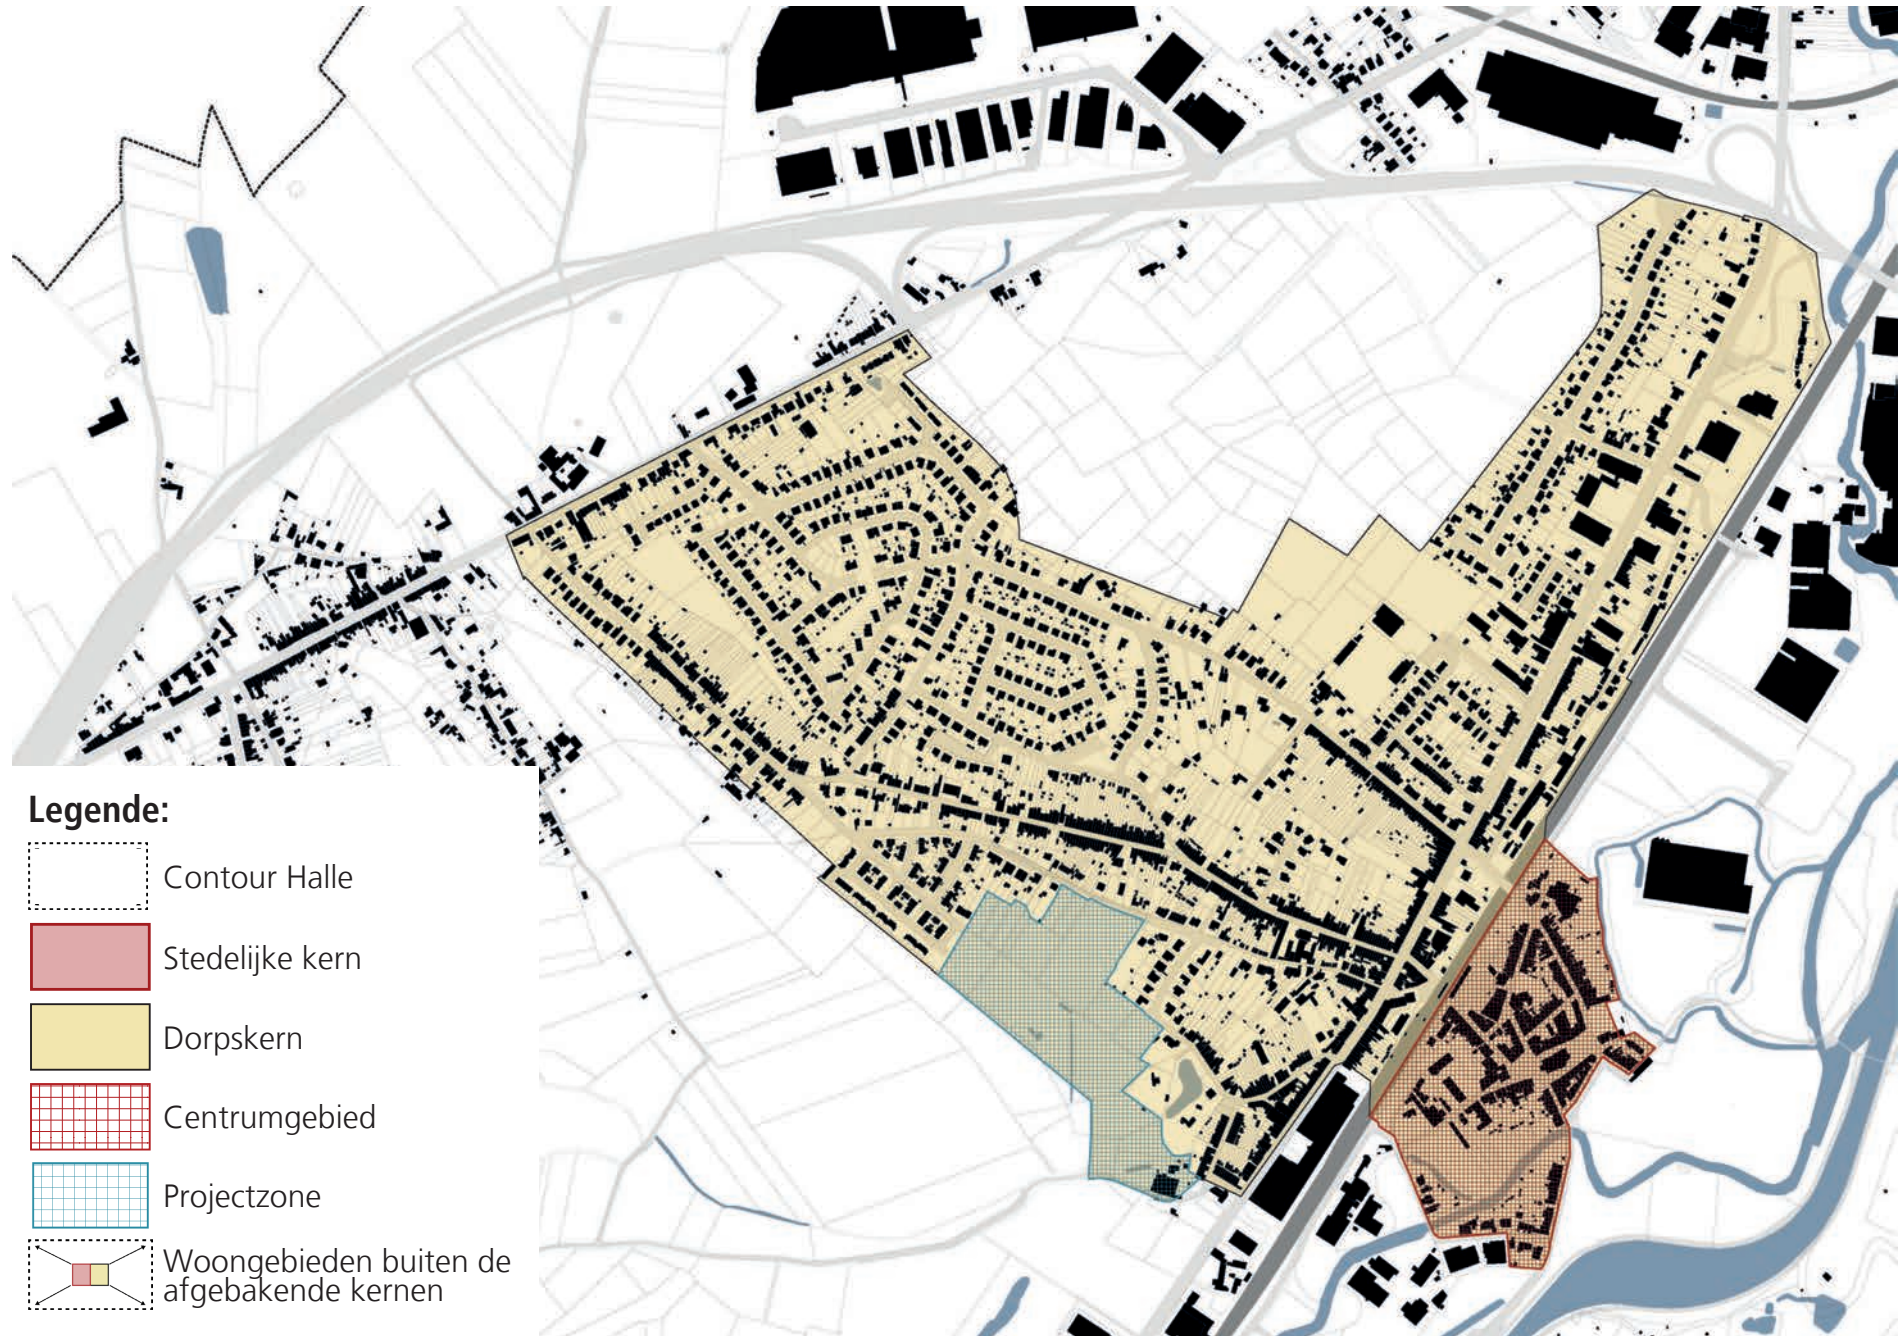 Legende:
Contour Halle
Stedelijke kern
Dorpskern
Centrumgebied
Projectzone
Woongebieden buiten de
afgebakende kernen